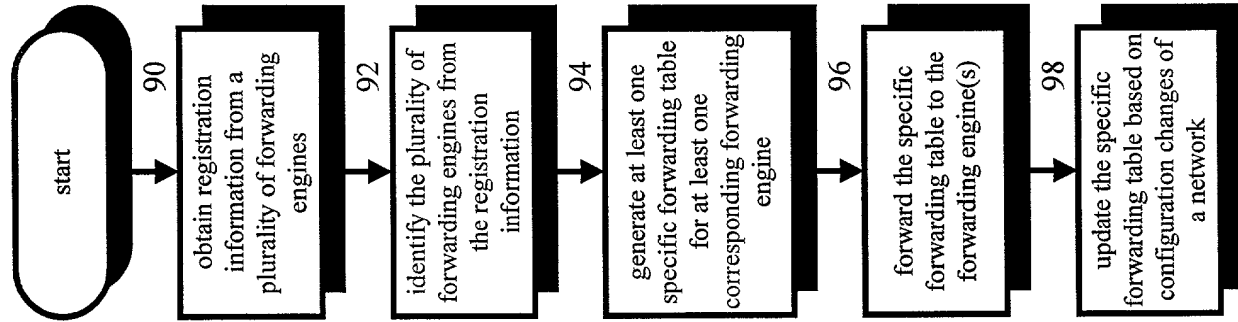 start
90
obtain registration
information from a
plurality of forwarding
engines
92
identify the plurality of
forwarding engines from
the registration
information
94
generate at least one
specific forwarding table
for at least one
corresponding forwarding
engine
96
forward the specific
forwarding table to the
forwarding engine(s)
98
update the specific
forwarding table based on
configuration changes of
a network